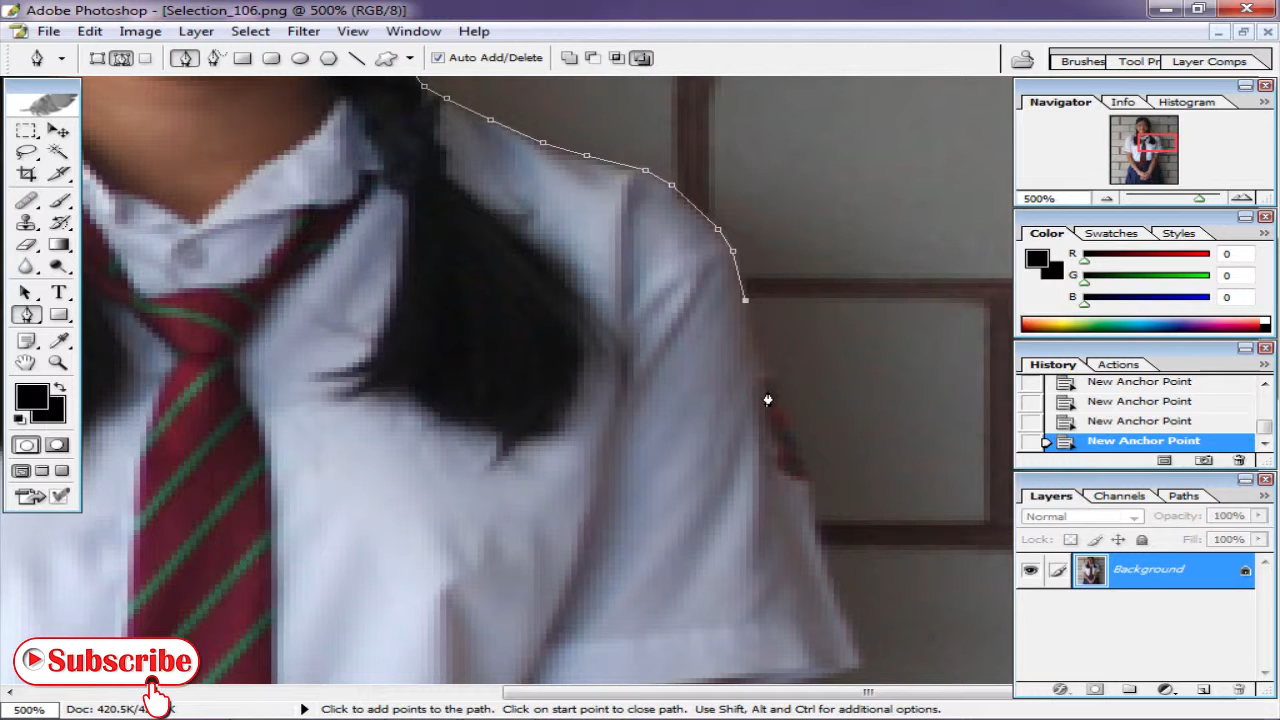 Adobe Photoshop - [Selection_106.png @ 500% (RGB/8)]
File Edit Image Layer Select Filter View Window Help
Auto Add/Delete
Brushes Tool Pr Layer Comps
Navigator Info Histogram
500%
Color Swatches Styles
R 0
G 0
B 0
History Actions
New Anchor Point
New Anchor Point
New Anchor Point
New Anchor Point
Layers Channels Paths
Normal Opacity: 100%
Lock: Fill: 100%
Background
T
Subscribe
500% Doc: 420.5K/4 K Click to add points to the path. Click on start point to close path. Use Shift, Alt and Ctrl for additional options.